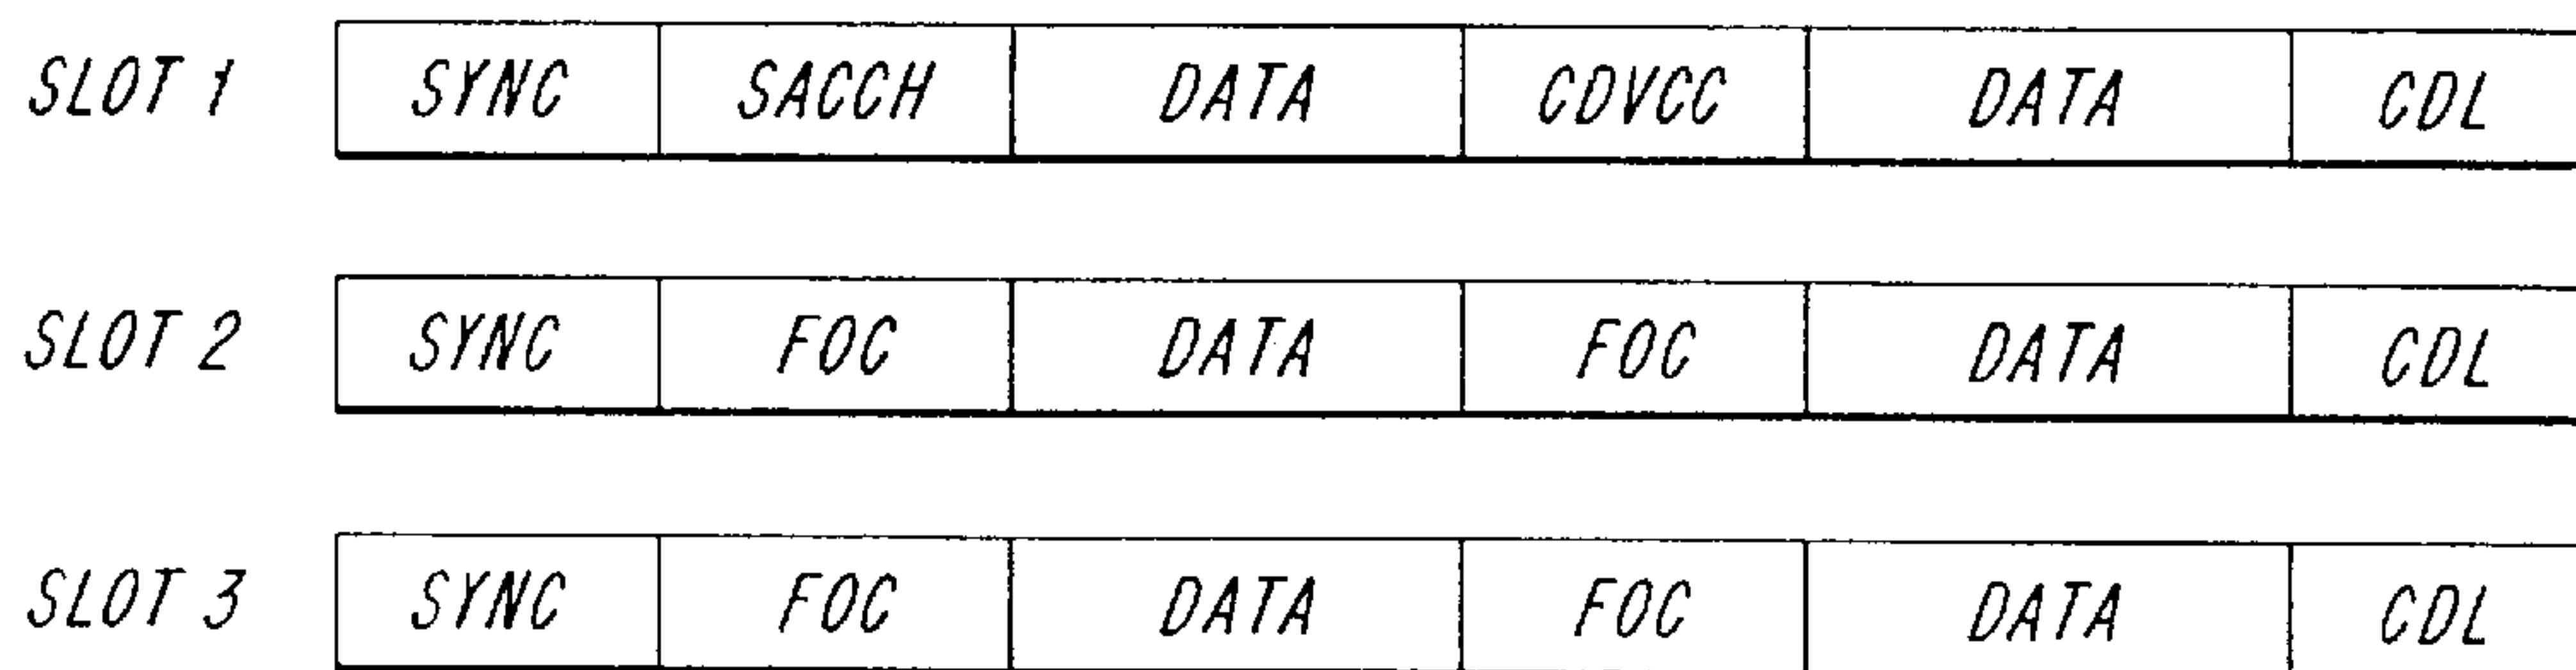 SLOT 1 SYNC SACCH DATA CDVCC DATA CDL
SLOT 2 SYNC FOC DATA FOC DATA CDL
SLOT 3 SYNC FOC DATA FOC DATA CDL